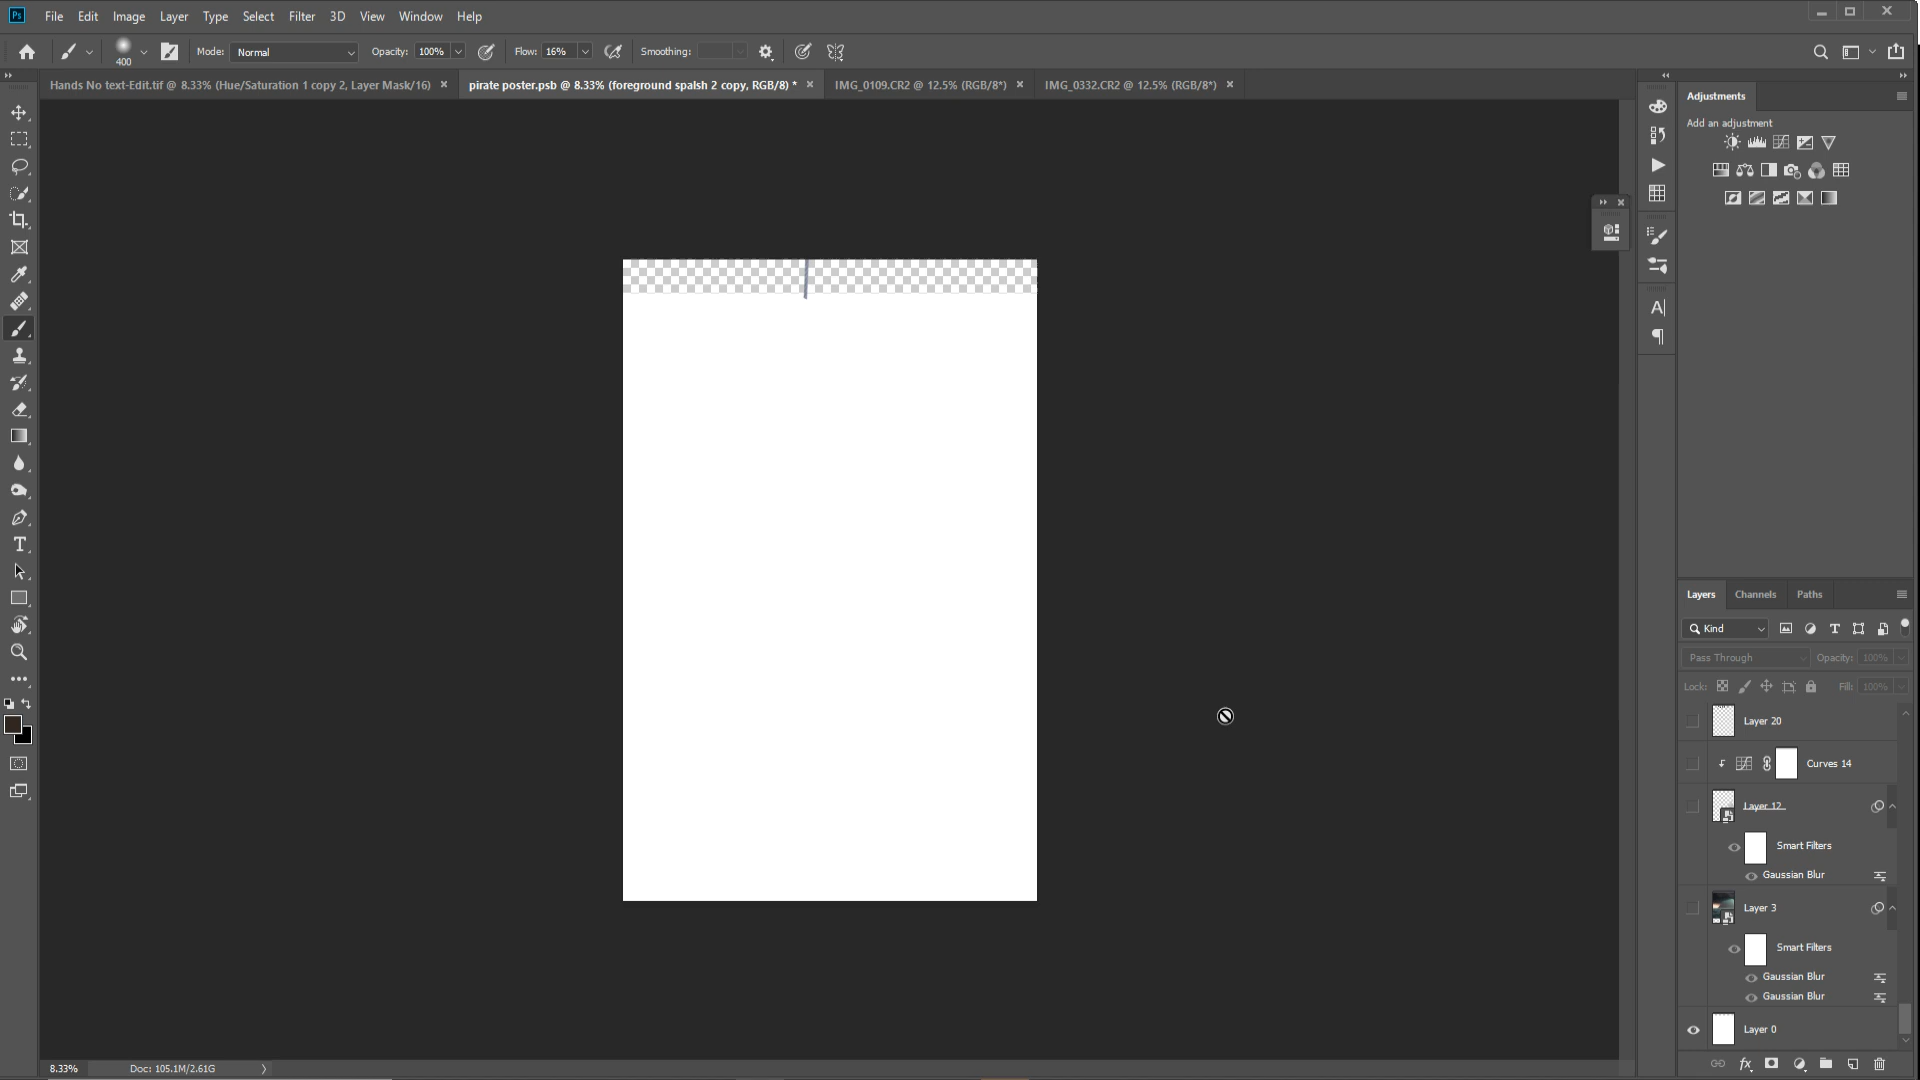 Ps File Edit Image Layer Type Select Filter 3D View Window Help
400 Mode: Normal Opacity: 100% Flow: 16% Smoothing:
Hands No text-Edit.tif @ 8.33% (Hue/Saturation 1 copy 2, Layer Mask/16) × pirate poster.psb @ 8.33% (foreground spalsh 2 copy, RGB/8) * × IMG_0109.CR2 @ 12.5% (RGB/8*) × IMG_0332.CR2 @ 12.5% (RGB/8*) ×
Adjustments
Add an adjustment
Layers Channels Paths
Kind
Pass Through Opacity: 100%
Lock: Fill: 100%
Layer 20
Curves 14
Layer 12
Smart Filters
Gaussian Blur
Layer 3
Smart Filters
Gaussian Blur
Gaussian Blur
Layer 0
8.33% Doc: 105.1M/2.61G